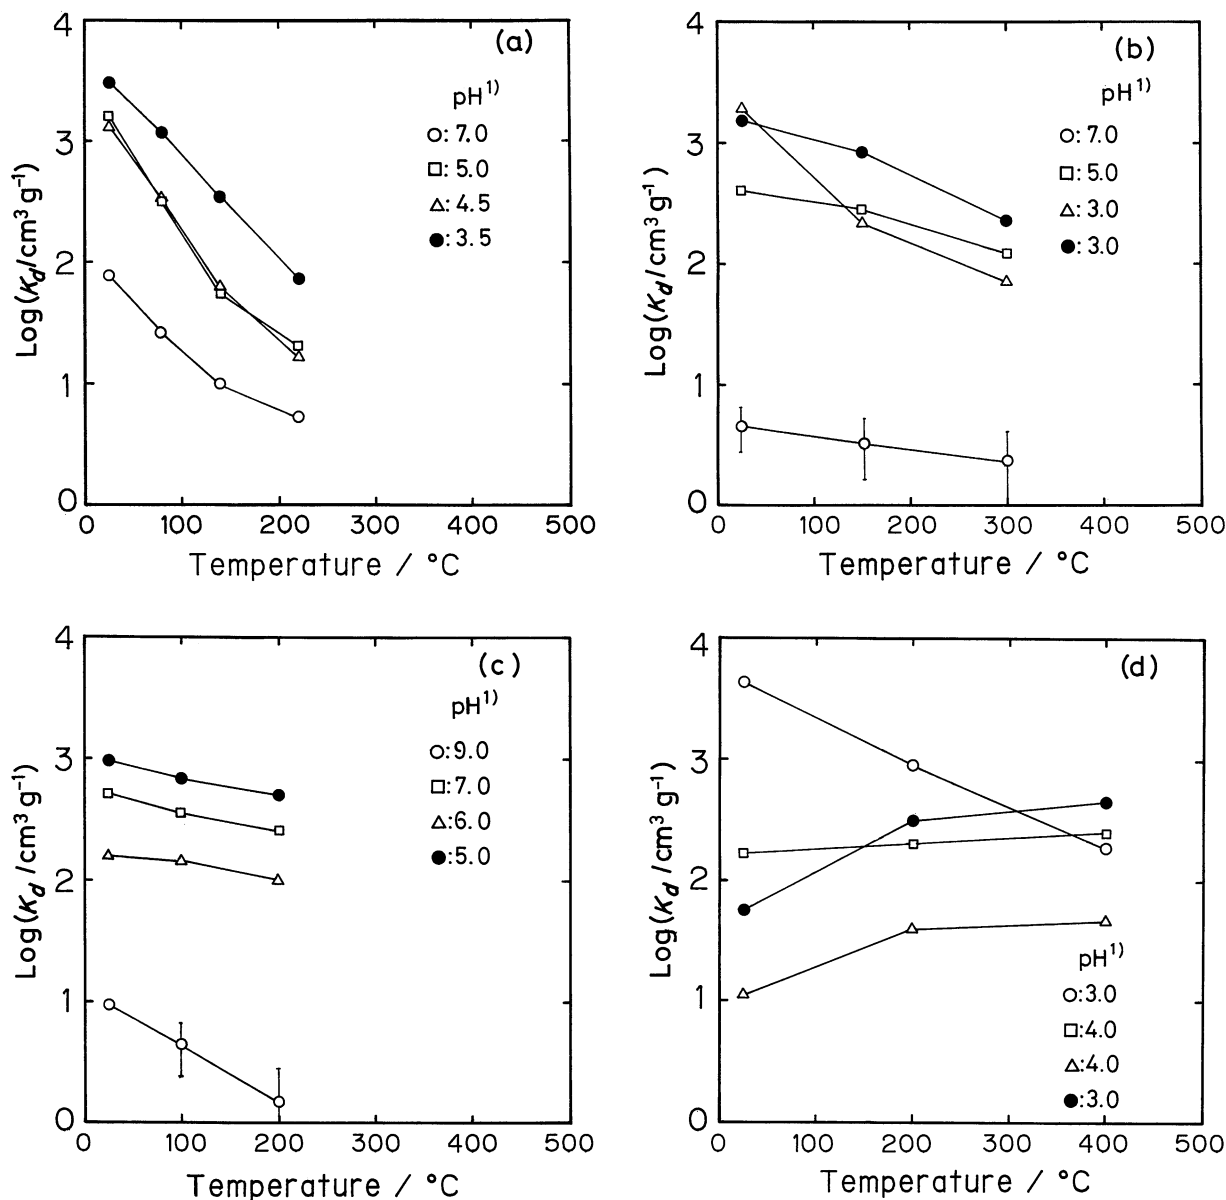 (a)
4
3
2
1
0
Log(Kd/cm³g⁻¹)
pH¹⁾
○: 7.0
□: 5.0
△: 4.5
●: 3.5
0 100 200 300 400 500
Temperature / °C
(b)
4
3
2
1
0
Log(Kd/cm³g⁻¹)
pH¹⁾
○: 7.0
□: 5.0
△: 3.0
●: 3.0
0 100 200 300 400 500
Temperature / °C
(c)
4
3
2
1
0
Log(Kd/cm³g⁻¹)
pH¹⁾
○:9.0
□:7.0
△:6.0
●:5.0
0 100 200 300 400 500
Temperature / °C
(d)
4
3
2
1
0
Log(Kd/cm³g⁻¹)
pH¹⁾
○:3.0
□:4.0
△:4.0
●:3.0
0 100 200 300 400 500
Temperature / °C